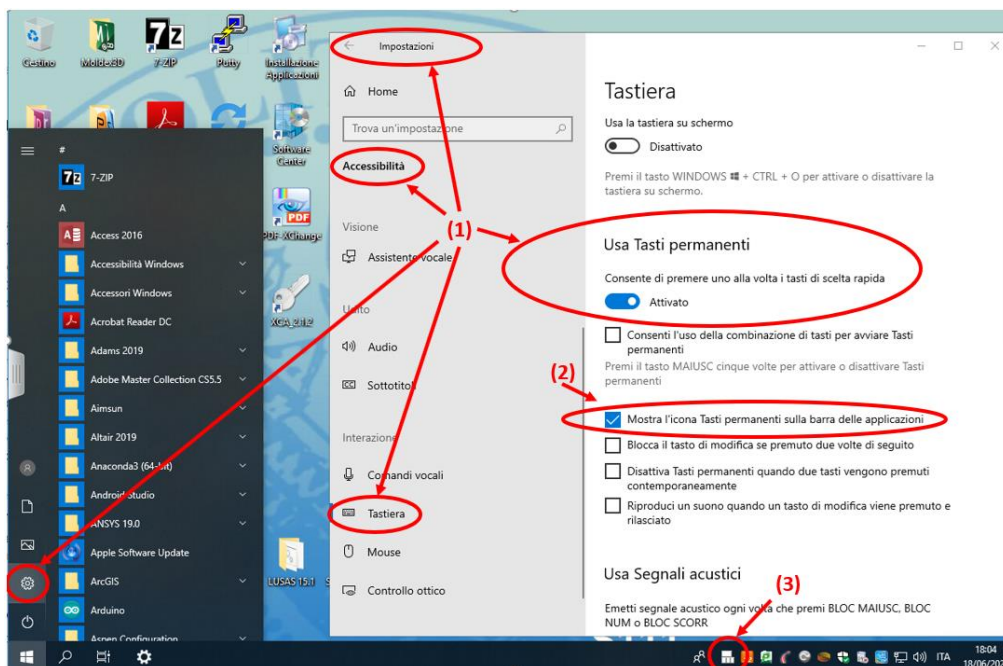 Cestino
Moldex3D
7-ZIP
Putty
Installazione
Applicazioni
Software
Center
PDF-XChange
XCA_2.1.2
LUSAS 15.1
#
7-ZIP
A
Access 2016
Accessibilità Windows
Accessori Windows
Acrobat Reader DC
Adams 2019
Adobe Master Collection CS5.5
Aimsun
Altair 2019
Anaconda3 (64-bit)
Android Studio
ANSYS 19.0
Apple Software Update
ArcGIS
Arduino
Aspen Configuration
Impostazioni
Home
Trova un'impostazione
Accessibilità
(1)
Visione
Assistente vocale
Udito
Audio
Sottotitoli
Interazione
Comandi vocali
Tastiera
Mouse
Controllo ottico
Tastiera
Usa la tastiera su schermo
Disattivato
Premi il tasto WINDOWS + CTRL + O per attivare o disattivare la
tastiera su schermo.
Usa Tasti permanenti
Consente di premere uno alla volta i tasti di scelta rapida
Attivato
Consenti l'uso della combinazione di tasti per avviare Tasti
permanenti
Premi il tasto MAIUSC cinque volte per attivare o disattivare Tasti
permanenti
(2)
Mostra l'icona Tasti permanenti sulla barra delle applicazioni
Blocca il tasto di modifica se premuto due volte di seguito
Disattiva Tasti permanenti quando due tasti vengono premuti
contemporaneamente
Riproduci un suono quando un tasto di modifica viene premuto e
rilasciato
Usa Segnali acustici
(3)
Emetti segnale acustico ogni volta che premi BLOC MAIUSC, BLOC
NUM o BLOC SCORR
ITA
18:04